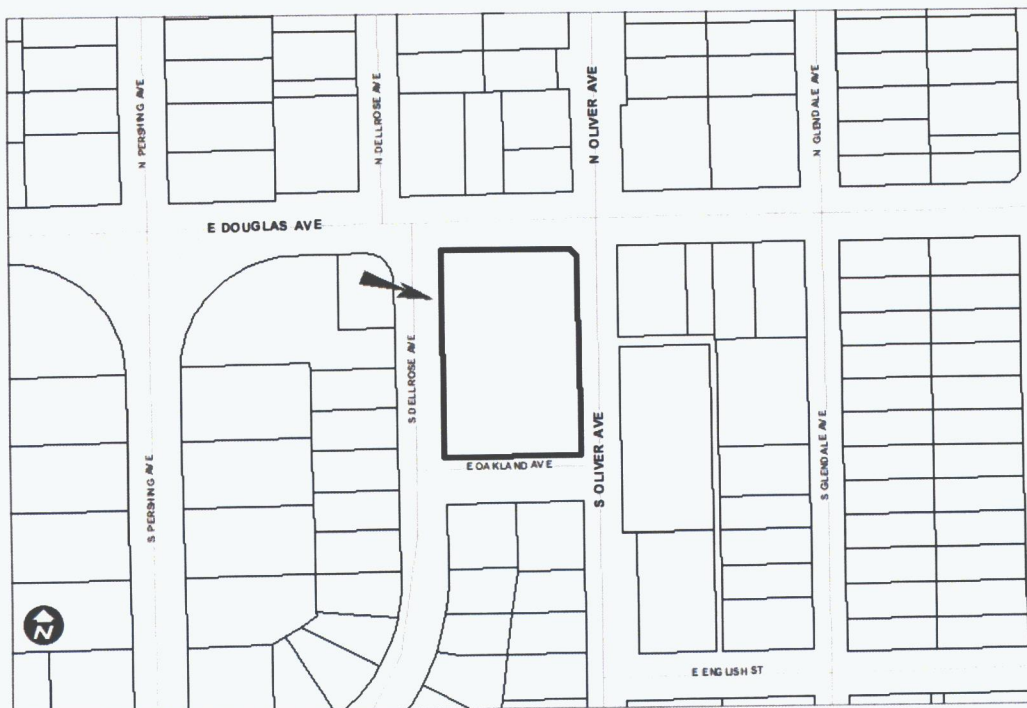 N PERSHING AVE
N DELLROSE AVE
N OLIVER AVE
N GLENDALE AVE
E DOUGLAS AVE
S DELLROSE AVE
E OAKLAND AVE
S OLIVER AVE
S GLENDALE AVE
S PERSHING AVE
N
E ENGLISH ST